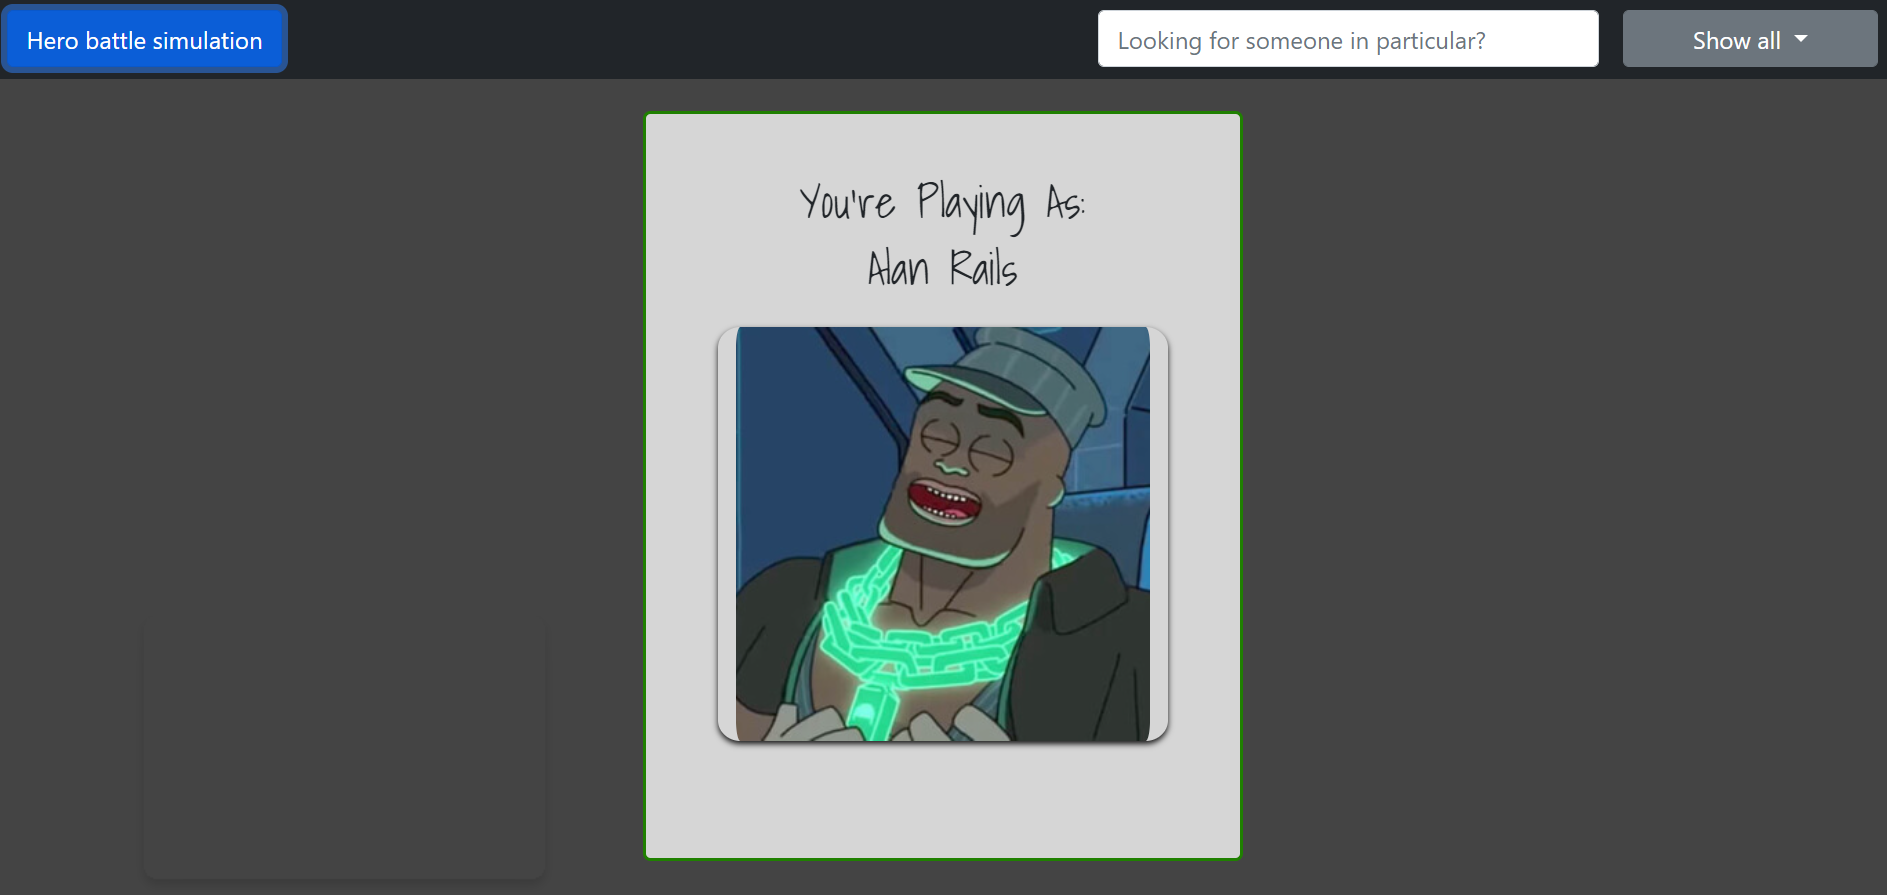 Hero battle simulation
Looking for someone in particular?
Show all
You're Playing As:
Alan Rails